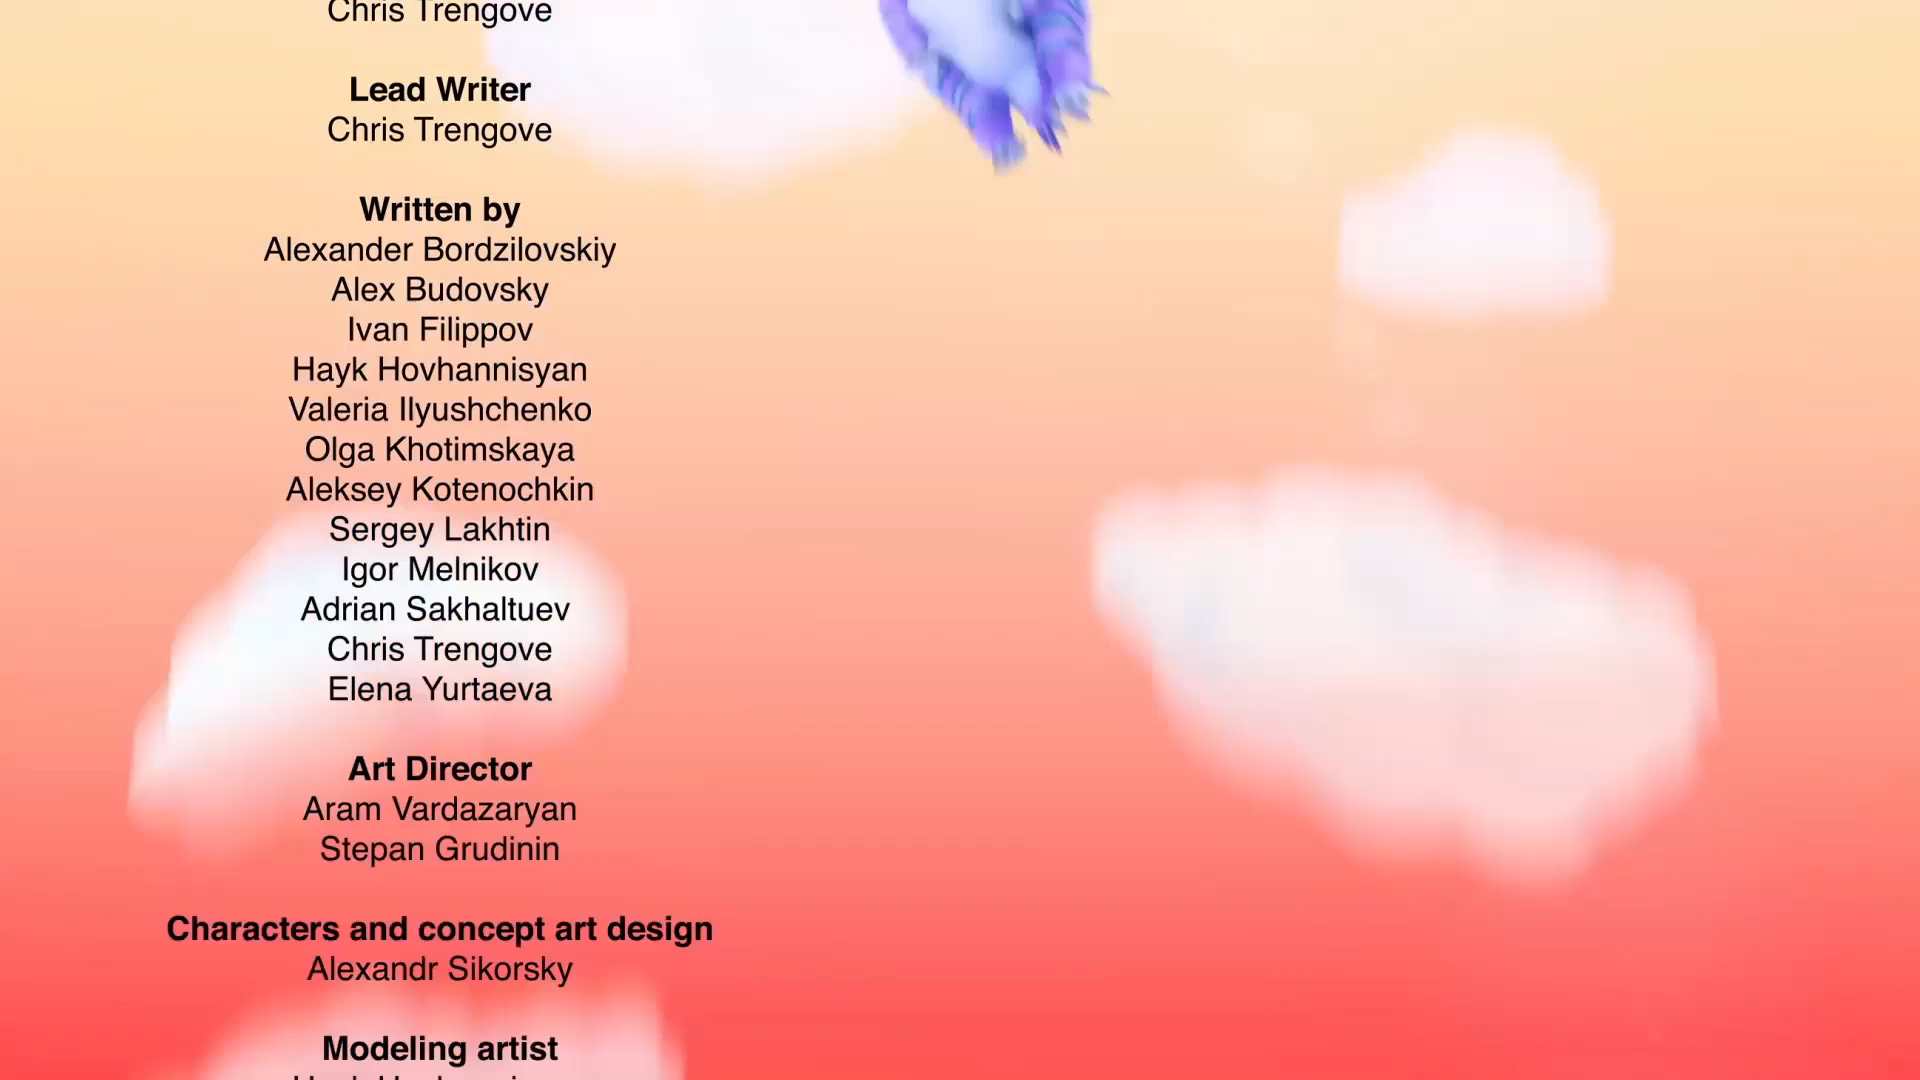 Chris Trengove
Lead Writer
Chris Trengove
Written by
Alexander Bordzilovskiy
Alex Budovsky
Ivan Filippov
Hayk Hovhannisyan
Valeria Ilyushchenko
Olga Khotimskaya
Aleksey Kotenochkin
Sergey Lakhtin
Igor Melnikov
Adrian Sakhaltuev
Chris Trengove
Elena Yurtaeva
Art Director
Aram Vardazaryan
Stepan Grudinin
Characters and concept art design
Alexandr Sikorsky
Modeling artist